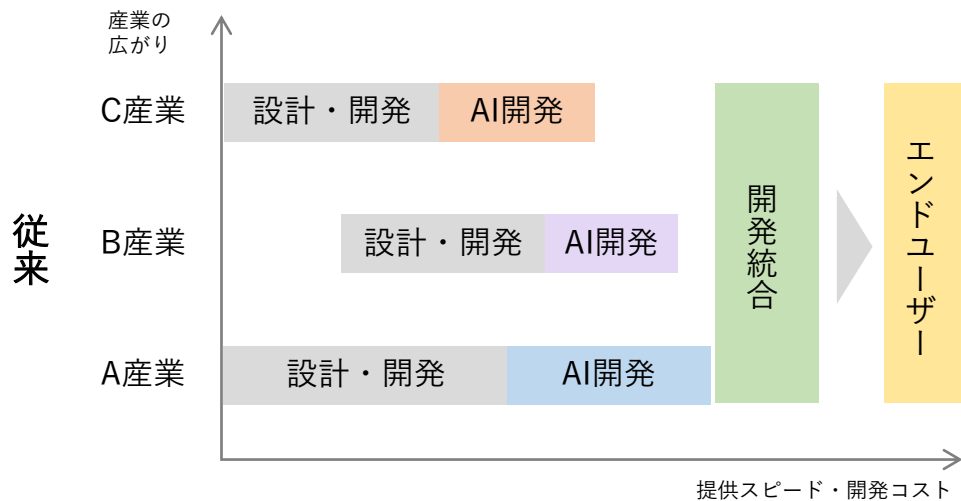 産業の
広がり
従来
C産業
設計・開発
AI開発
B産業
設計・開発
AI開発
A産業
設計・開発
AI開発
開発統合
エンドユーザー
提供スピード・開発コスト